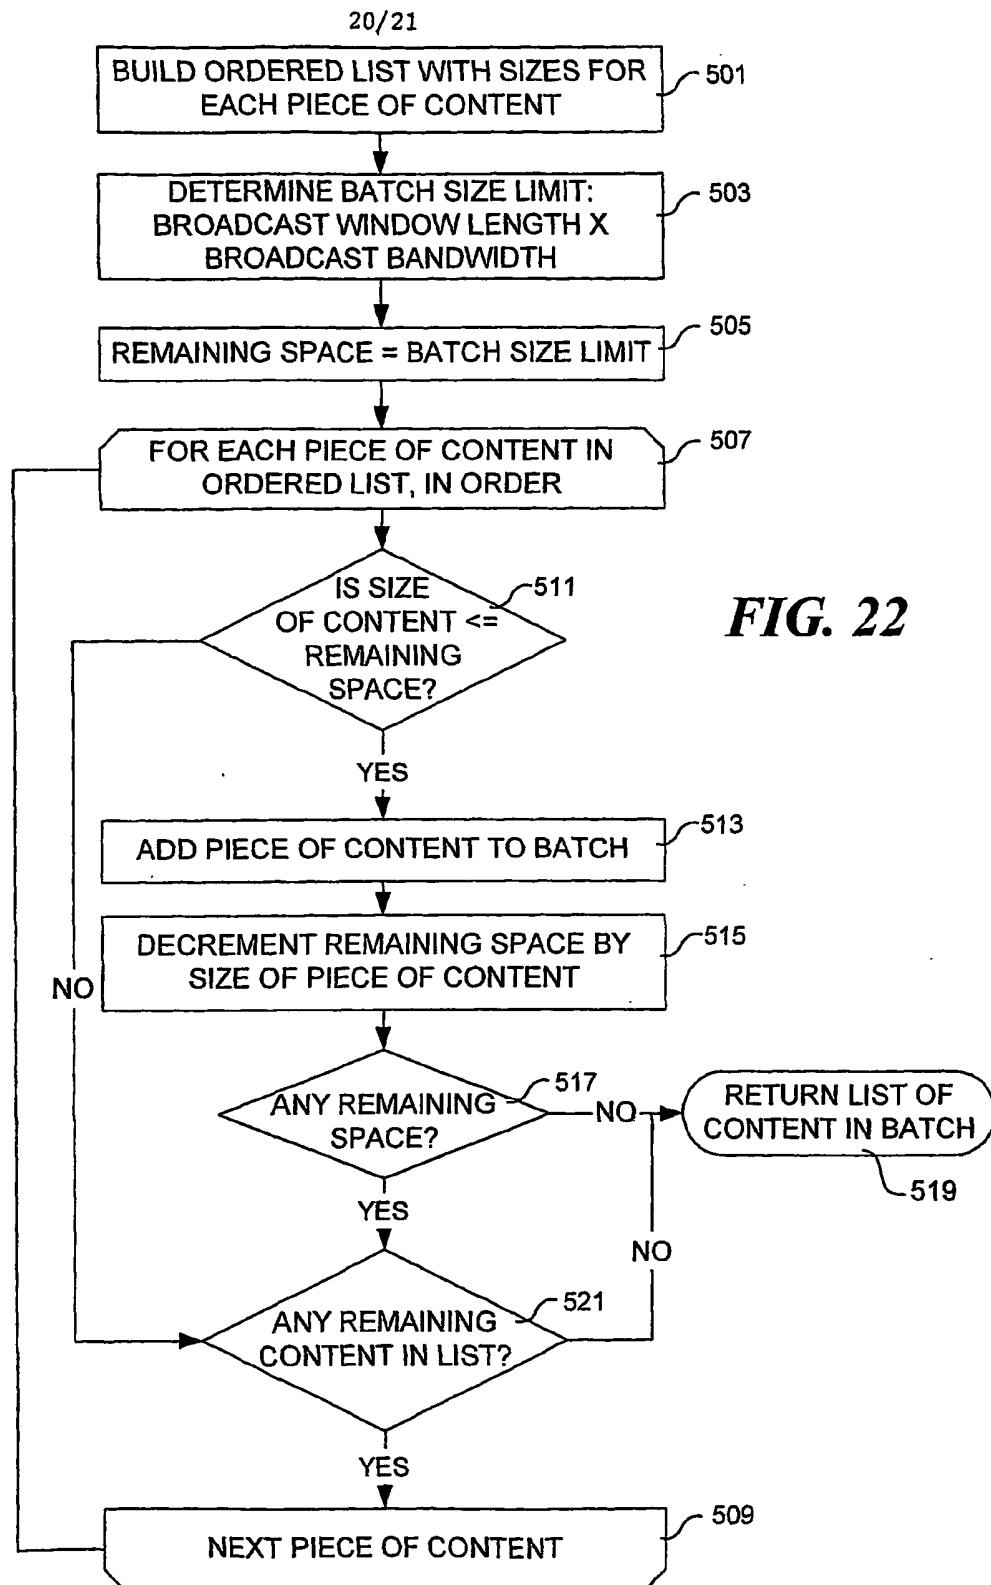 20/21
BUILD ORDERED LIST WITH SIZES FOR
EACH PIECE OF CONTENT
501
DETERMINE BATCH SIZE LIMIT:
BROADCAST WINDOW LENGTH X
BROADCAST BANDWIDTH
503
REMAINING SPACE = BATCH SIZE LIMIT
505
FOR EACH PIECE OF CONTENT IN
ORDERED LIST, IN ORDER
507
IS SIZE
OF CONTENT <=
REMAINING
SPACE?
511
FIG. 22
YES
ADD PIECE OF CONTENT TO BATCH
513
DECREMENT REMAINING SPACE BY
SIZE OF PIECE OF CONTENT
515
NO
ANY REMAINING
SPACE?
517
NO
RETURN LIST OF
CONTENT IN BATCH
519
YES
NO
ANY REMAINING
CONTENT IN LIST?
521
YES
NEXT PIECE OF CONTENT
509